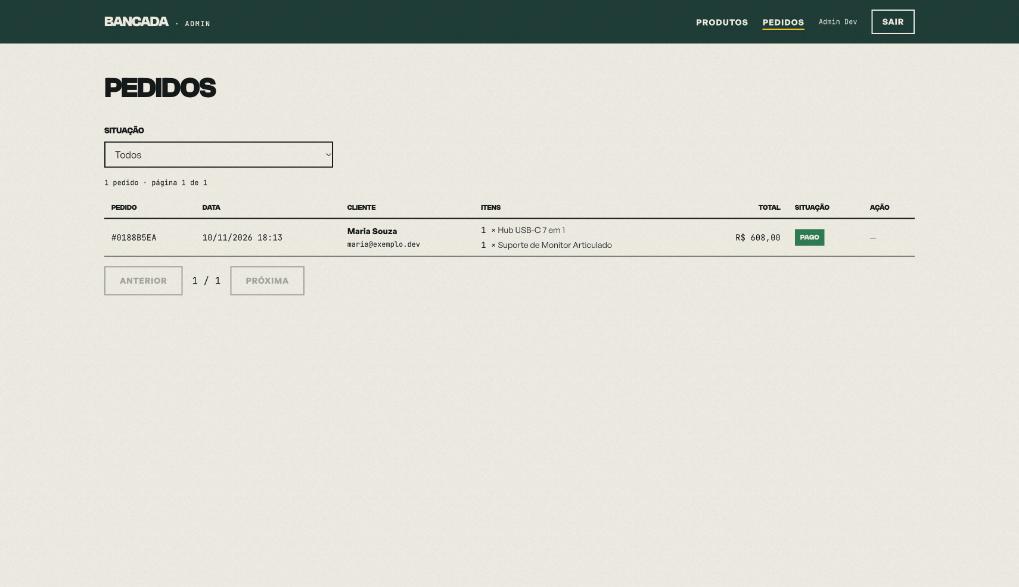 BANCADA · ADMIN
PRODUTOS PEDIDOS Admin Dev SAIR
PEDIDOS
SITUAÇÃO
Todos
1 pedido · página 1 de 1
PEDIDO DATA CLIENTE ITENS TOTAL SITUAÇÃO AÇÃO
#0188B5EA 10/11/2026 18:13 Maria Souza 1 × Hub USB-C 7 em 1 R$ 608,00 PAGO —
maria@exemplo.dev 1 × Suporte de Monitor Articulado
ANTERIOR 1 / 1 PRÓXIMA